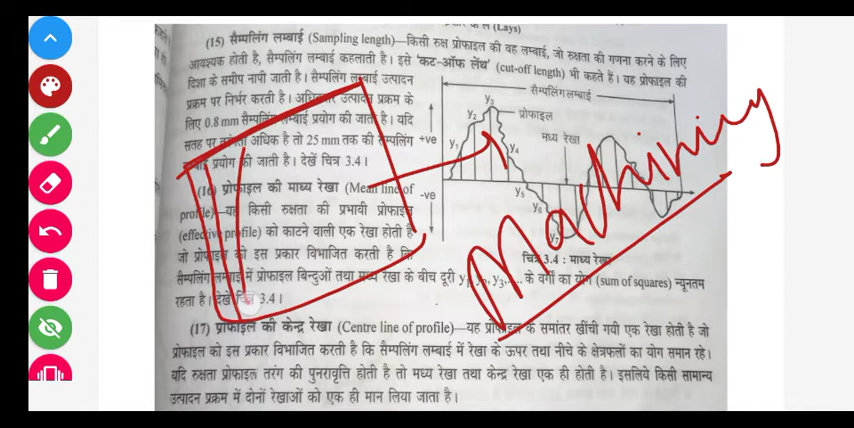 (Lays)
(15) सैम्पलिंग लम्बाई (Sampling length)—किसी रुक्ष प्रोफाइल की वह लम्बाई, जो रुक्षता की गणना करने के लिए
आवश्यक होती है, सैम्पलिंग लम्बाई कहलाती है। इसे 'कट-ऑफ लेंथ' (cut-off length) भी कहते हैं। यह प्रोफाइल की
दिशा के समीप नापी जाती है। सैम्पलिंग लम्बाई उत्पादन
प्रक्रम पर निर्भर करती है। अधिकतर उत्पादन प्रक्रम के
लिए 0.8 mm सैम्पलिंग लम्बाई प्रयोग की जाती है। यदि
सतह पर अधिक है तो 25 mm तक की सैम्पलिंग
प्रयोग की जाती है। देखें चित्र 3.4।
(16) प्रोफाइल की माध्य रेखा (Mean line of
profile)—यह किसी रुक्षता की प्रभावी प्रोफाइल
(effective profile) को काटने वाली एक रेखा होती है
जो प्रोफाइल को इस प्रकार विभाजित करती है कि
सैम्पलिंग लम्बाई में प्रोफाइल बिन्दुओं तथा मध्य रेखा के बीच दूरी y₁, y₂, y₃,.... के वर्गों का योग (sum of squares) न्यूनतम
रहता है। देखें चित्र 3.4।
सैम्पलिंग लम्बाई
प्रोफाइल
मध्य रेखा
+ve
-ve
y₁
y₂
y₃
y₄
y₅
y₆
y₇
चित्र 3.4 : माध्य रेखा
Machining
(17) प्रोफाइल की केन्द्र रेखा (Centre line of profile)—यह प्रोफाइल के समांतर खींची गयी एक रेखा होती है जो
प्रोफाइल को इस प्रकार विभाजित करती है कि सैम्पलिंग लम्बाई में रेखा के ऊपर तथा नीचे के क्षेत्रफलों का योग समान रहे।
यदि रुक्षता प्रोफाइल तरंग की पुनरावृत्ति होती है तो मध्य रेखा तथा केन्द्र रेखा एक ही होती है। इसलिये किसी सामान्य
उत्पादन प्रक्रम में दोनों रेखाओं को एक ही मान लिया जाता है।